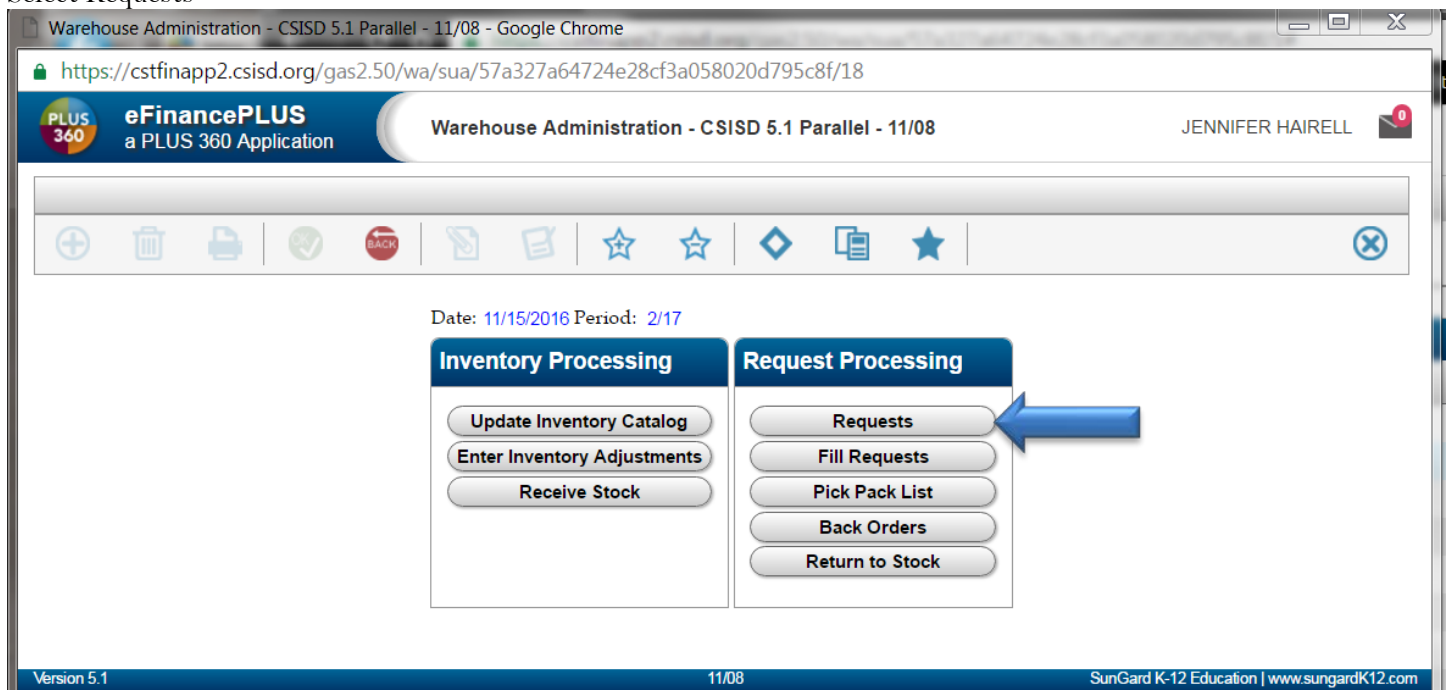 Select Requests
Warehouse Administration - CSISD 5.1 Parallel - 11/08 - Google Chrome
https://cstfinapp2.csisd.org/gas2.50/wa/sua/57a327a64724e28cf3a058020d795c8f/18
PLUS 360
eFinancePLUS
a PLUS 360 Application
Warehouse Administration - CSISD 5.1 Parallel - 11/08
JENNIFER HAIRELL
0
BACK
Date: 11/15/2016 Period: 2/17
Inventory Processing
Update Inventory Catalog
Enter Inventory Adjustments
Receive Stock
Request Processing
Requests
Fill Requests
Pick Pack List
Back Orders
Return to Stock
Version 5.1
11/08
SunGard K-12 Education | www.sungardK12.com